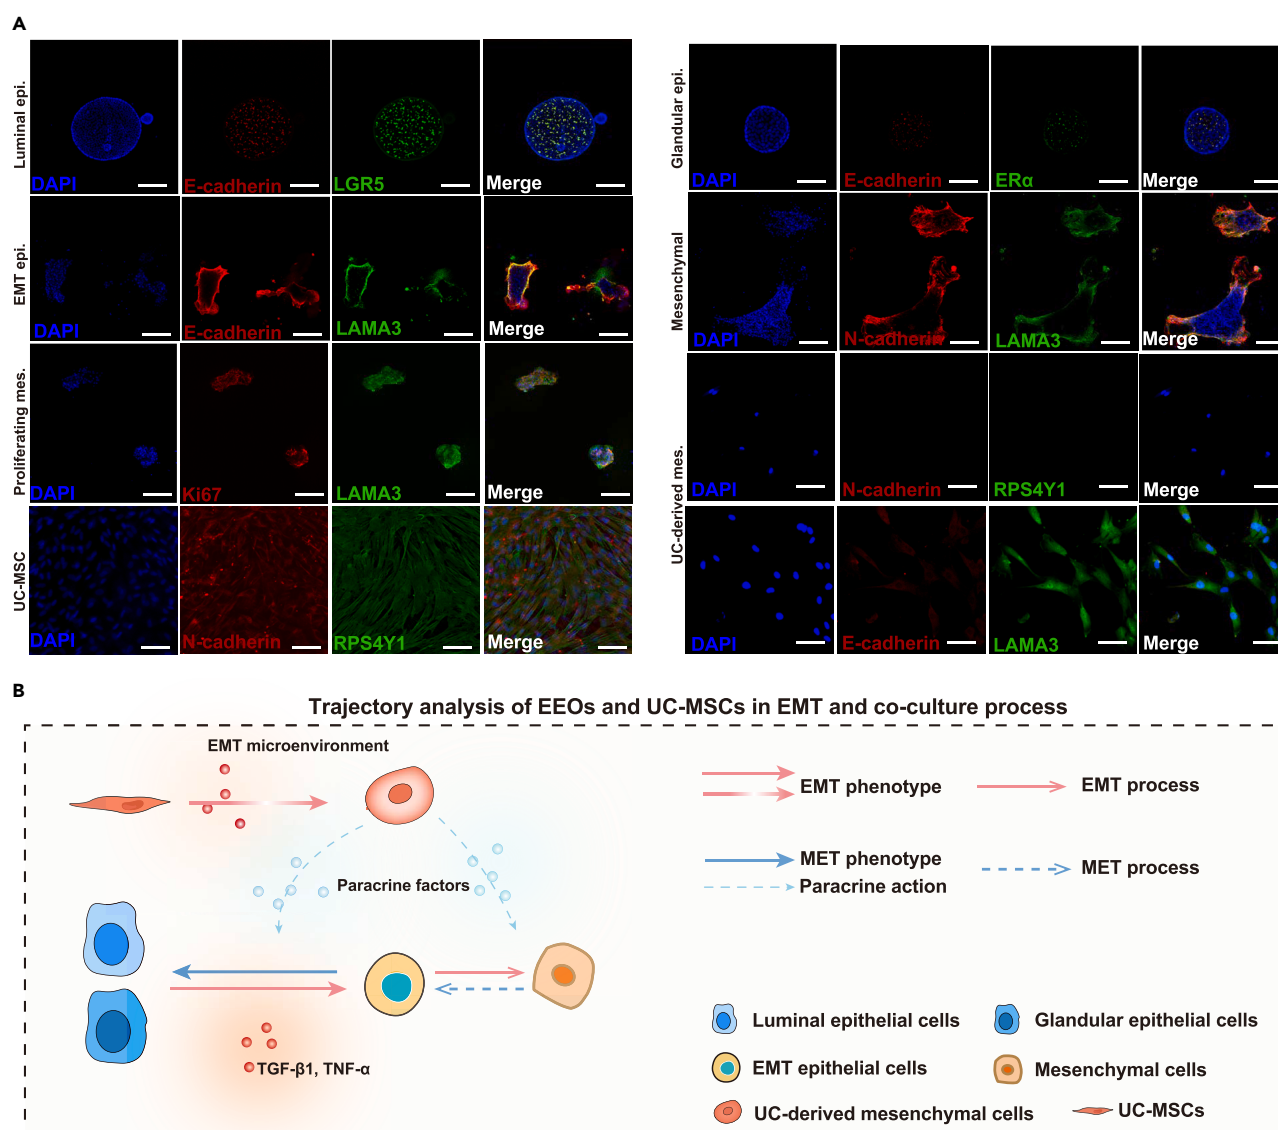 A
Luminal epi.
DAPI
E-cadherin
LGR5
Merge
EMT epi.
DAPI
E-cadherin
LAMA3
Merge
Proliferating mes.
DAPI
Ki67
LAMA3
Merge
UC-MSC
DAPI
N-cadherin
RPS4Y1
Merge
Glandular epi.
DAPI
E-cadherin
ERα
Merge
Mesenchymal
DAPI
N-cadherin
LAMA3
Merge
UC-derived mes.
DAPI
N-cadherin
RPS4Y1
Merge
DAPI
E-cadherin
LAMA3
Merge
B
Trajectory analysis of EEOs and UC-MSCs in EMT and co-culture process
EMT microenvironment
Paracrine factors
TGF-β1, TNF-α
EMT phenotype
EMT process
MET phenotype
Paracrine action
MET process
Luminal epithelial cells
Glandular epithelial cells
EMT epithelial cells
Mesenchymal cells
UC-derived mesenchymal cells
UC-MSCs